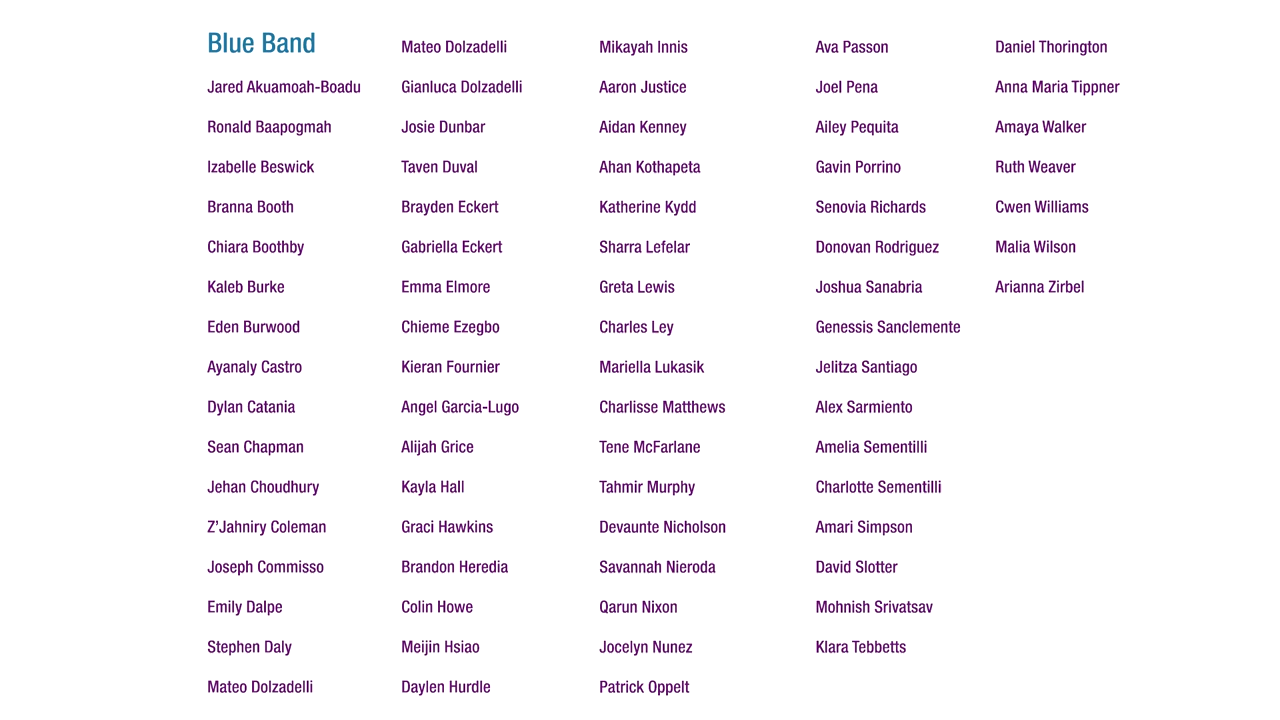 Blue Band
Jared Akuamoah-Boadu
Ronald Baapogmah
Izabelle Beswick
Branna Booth
Chiara Boothby
Kaleb Burke
Eden Burwood
Ayanaly Castro
Dylan Catania
Sean Chapman
Jehan Choudhury
Z’Jahniry Coleman
Joseph Commisso
Emily Dalpe
Stephen Daly
Mateo Dolzadelli
Mateo Dolzadelli
Gianluca Dolzadelli
Josie Dunbar
Taven Duval
Brayden Eckert
Gabriella Eckert
Emma Elmore
Chieme Ezegbo
Kieran Fournier
Angel Garcia-Lugo
Alijah Grice
Kayla Hall
Graci Hawkins
Brandon Heredia
Colin Howe
Meijin Hsiao
Daylen Hurdle
Mikayah Innis
Aaron Justice
Aidan Kenney
Ahan Kothapeta
Katherine Kydd
Sharra Lefelar
Greta Lewis
Charles Ley
Mariella Lukasik
Charlisse Matthews
Tene McFarlane
Tahmir Murphy
Devaunte Nicholson
Savannah Nieroda
Qarun Nixon
Jocelyn Nunez
Patrick Oppelt
Ava Passon
Joel Pena
Ailey Pequita
Gavin Porrino
Senovia Richards
Donovan Rodriguez
Joshua Sanabria
Genessis Sanclemente
Jelitza Santiago
Alex Sarmiento
Amelia Sementilli
Charlotte Sementilli
Amari Simpson
David Slotter
Mohnish Srivatsav
Klara Tebbetts
Daniel Thorington
Anna Maria Tippner
Amaya Walker
Ruth Weaver
Cwen Williams
Malia Wilson
Arianna Zirbel